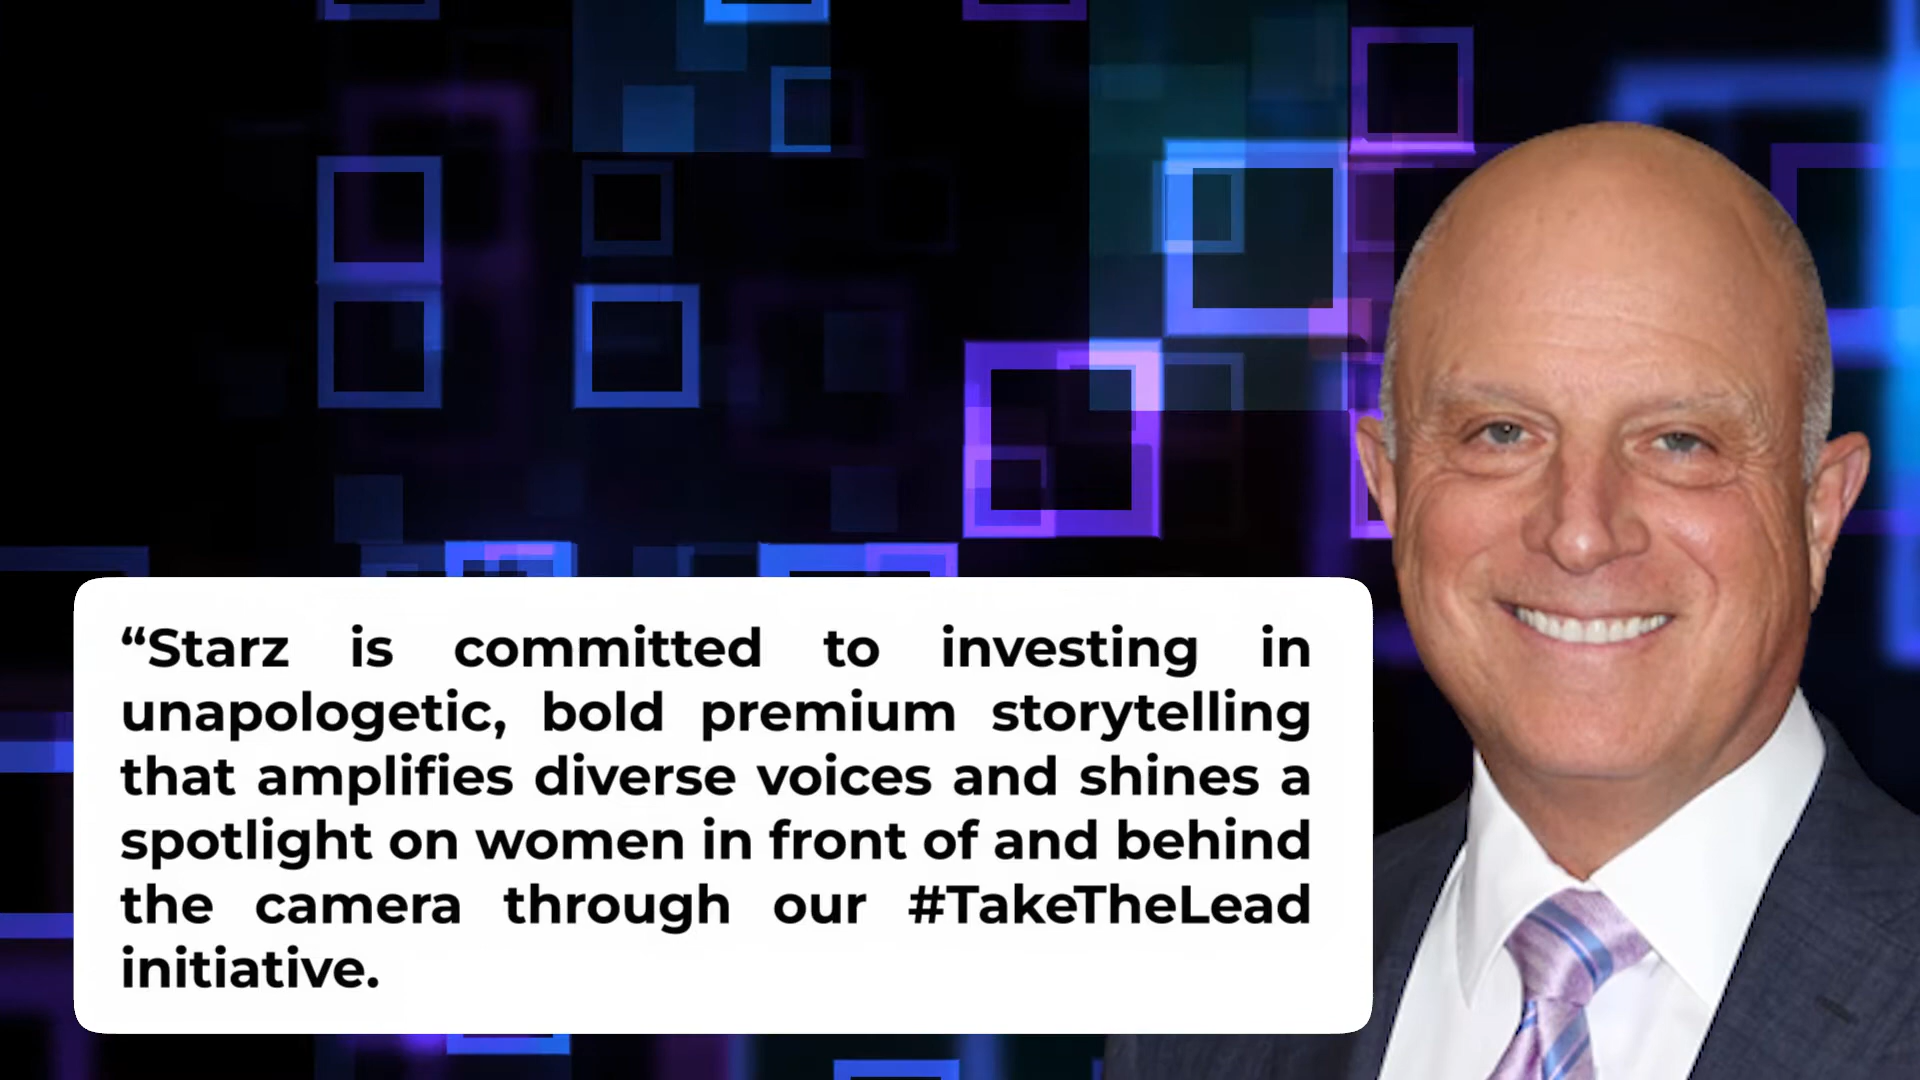 “Starz is committed to investing in
unapologetic, bold premium storytelling
that amplifies diverse voices and shines a
spotlight on women in front of and behind
the camera through our #TakeTheLead
initiative.